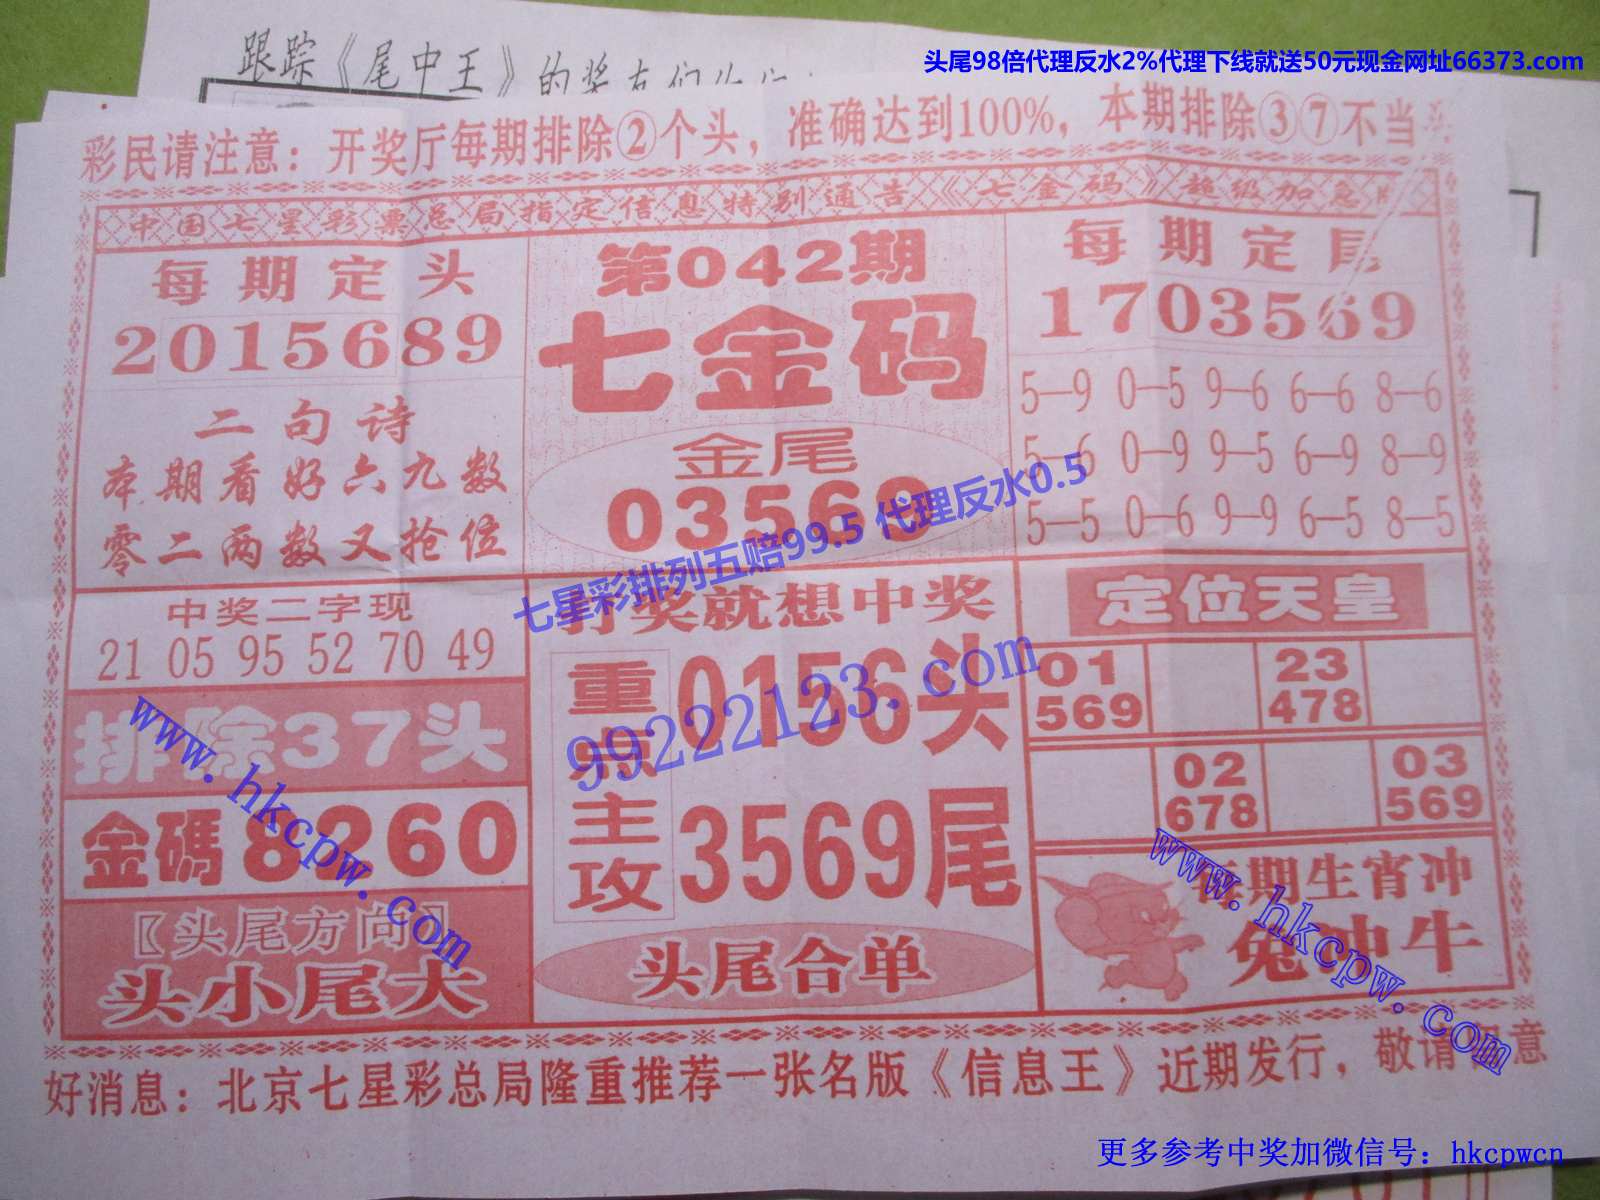 头尾98倍代理反水2%代理下线就送50元现金网址66373.com
跟踪《尾中王》的奖友们
彩民请注意：开奖厅每期排除②个头，准确达到100%，本期排除③⑦不当
中国七星彩票总局指定信息特别通告《七金码》超级加急
每期定头
2015689
二句诗
本期看好六九数
零二两数又抢位
中奖二字现
21 05 95 52 70 49
排除37头
金碼 8260
〖头尾方向〗
头小尾大
第042期
七金码
金尾
03569
七星彩排列五赔99.5 代理反水0.5
打奖就想中奖
重点主攻
0156头
3569尾
99222123.com
头尾合单
每期定尾
1703569
5—9 0—5 9—6 6—6 8—6
5—6 0—9 9—5 6—9 8—9
5—5 0—6 9—9 6—5 8—5
定位天皇
01 23
569 478
02 03
678 569
每期生宵冲
兔冲牛
www.hkcpw.com
www.hkcpw.com
好消息：北京七星彩总局隆重推荐一张名版《信息王》近期发行，敬请留意
更多参考中奖加微信号：hkcpwcn